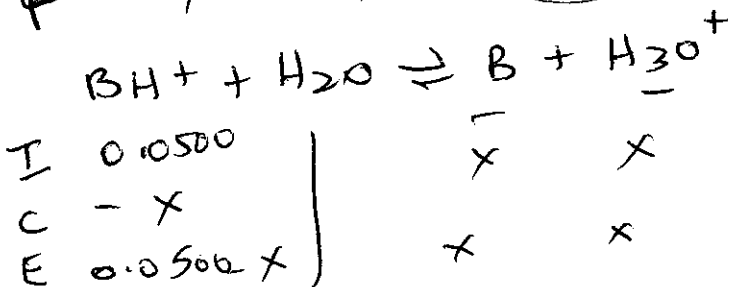 BH+ + H2O ⇌ B + H3O+
I 0.0500 - -
C - x x x
E 0.0500 x x x